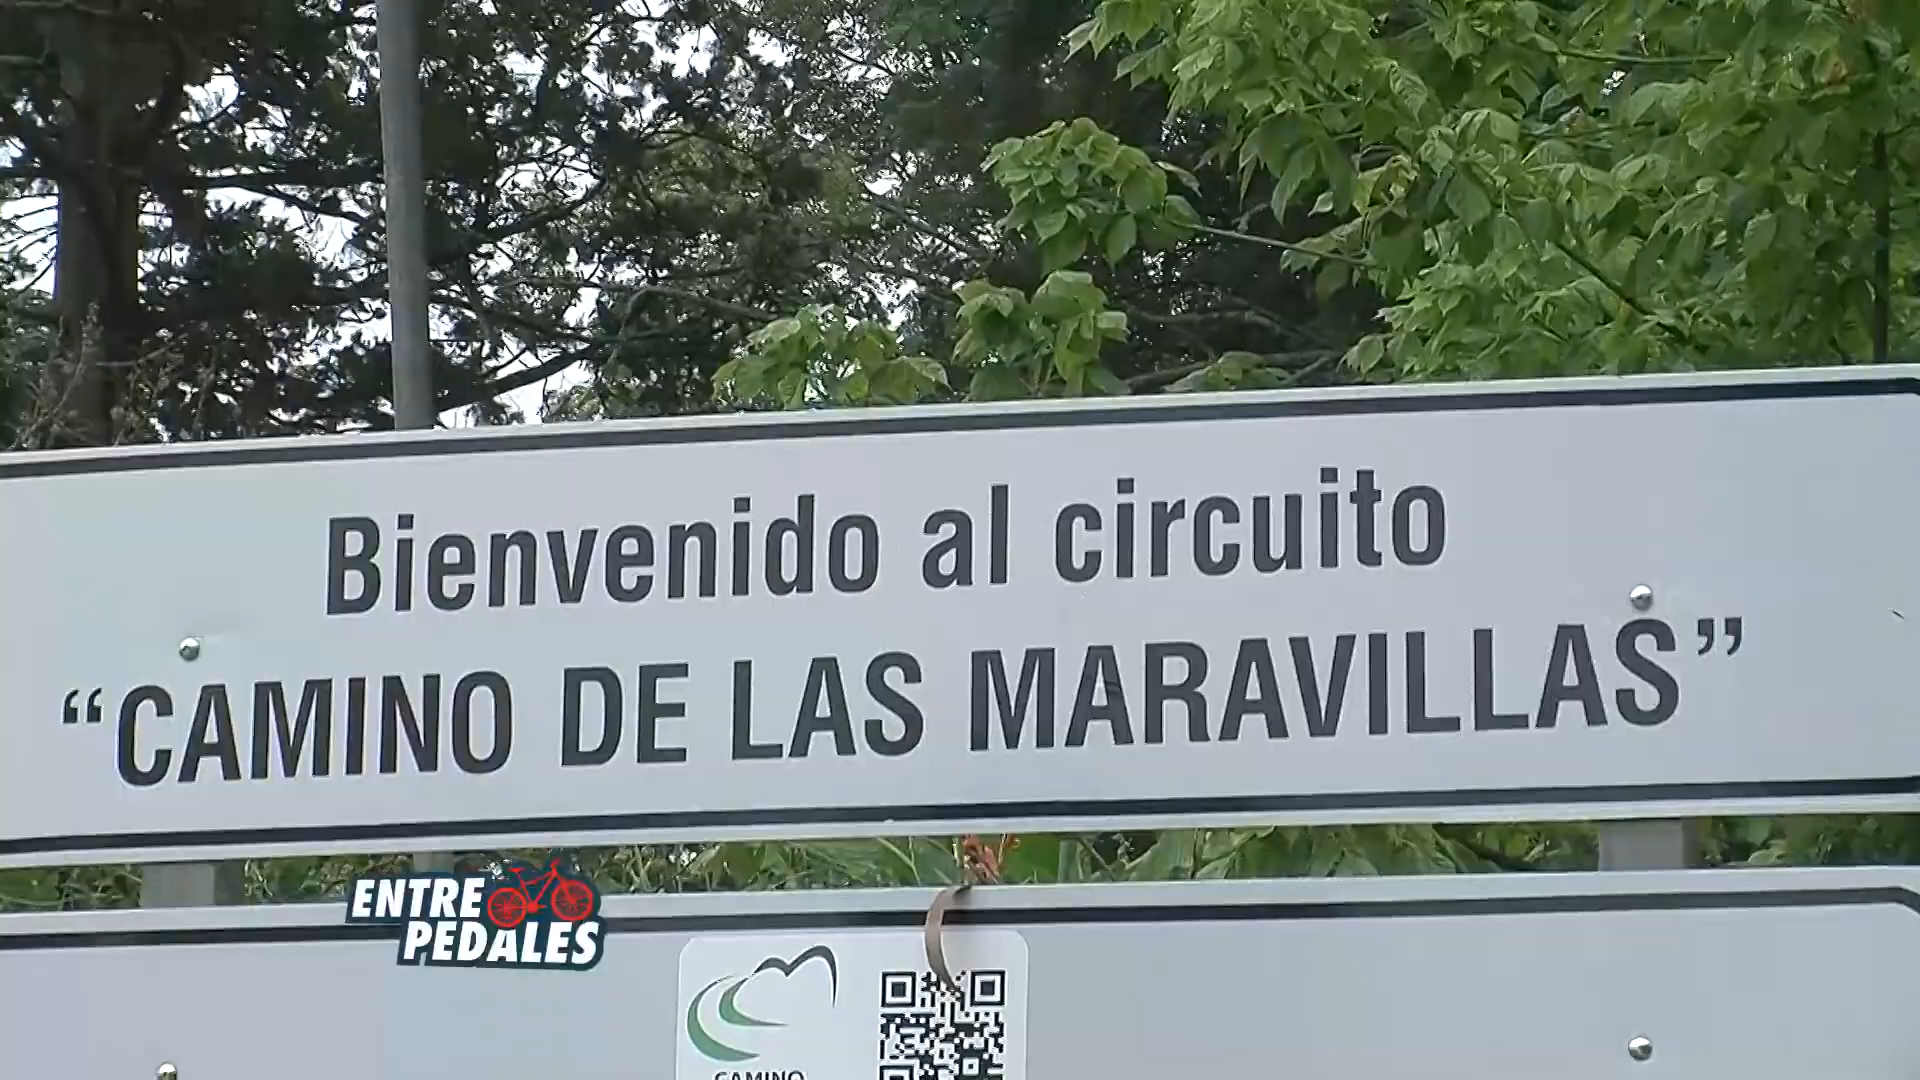 Bienvenido al circuito
“CAMINO DE LAS MARAVILLAS”
ENTRE
PEDALES
CAMINO